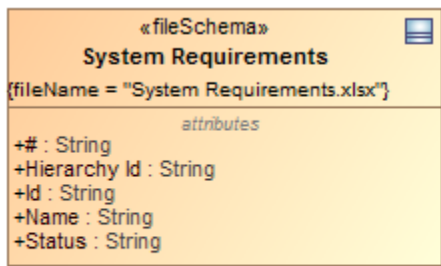 «fileSchema»
System Requirements
{fileName = "System Requirements.xlsx"}
attributes
+# : String
+Hierarchy Id : String
+Id : String
+Name : String
+Status : String